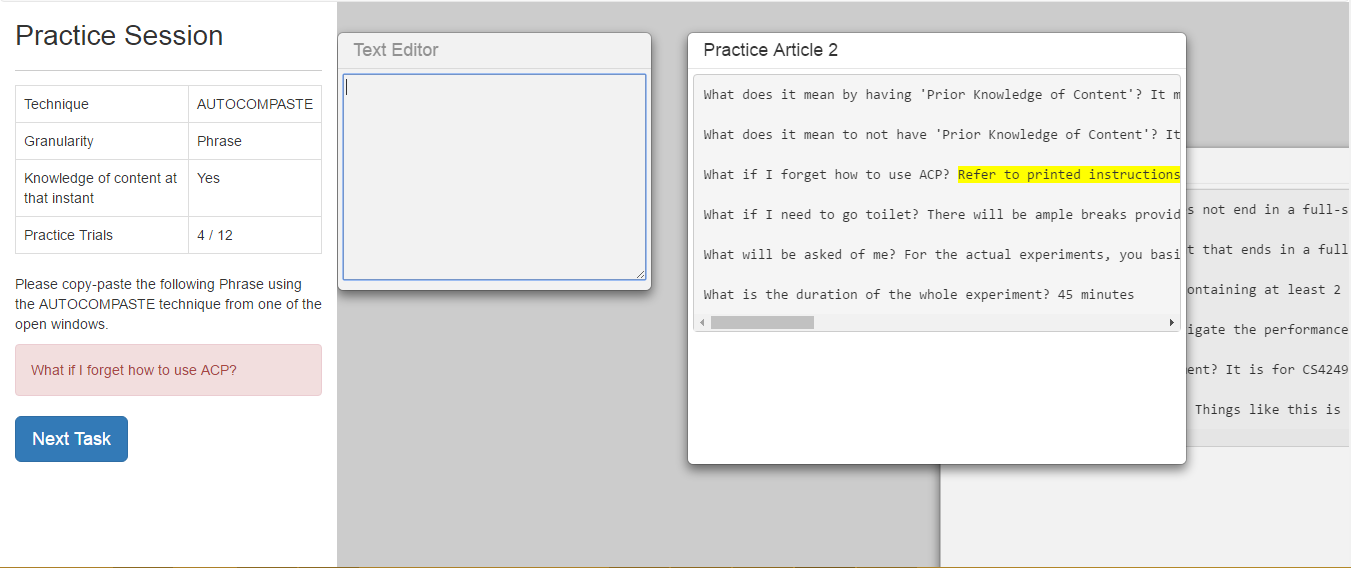 Practice Session
Technique AUTOCOMPASTE
Granularity Phrase
Knowledge of content at that instant Yes
Practice Trials 4 / 12
Please copy-paste the following Phrase using
the AUTOCOMPASTE technique from one of the
open windows.
What if I forget how to use ACP?
Next Task
Text Editor
Practice Article 2
What does it mean by having 'Prior Knowledge of Content'? It m
What does it mean to not have 'Prior Knowledge of Content'? It
What if I forget how to use ACP? Refer to printed instructions
What if I need to go toilet? There will be ample breaks provid
What will be asked of me? For the actual experiments, you basi
What is the duration of the whole experiment? 45 minutes
s not end in a full-s
t that ends in a full
ontaining at least 2
igate the performance
ent? It is for CS4249
Things like this is